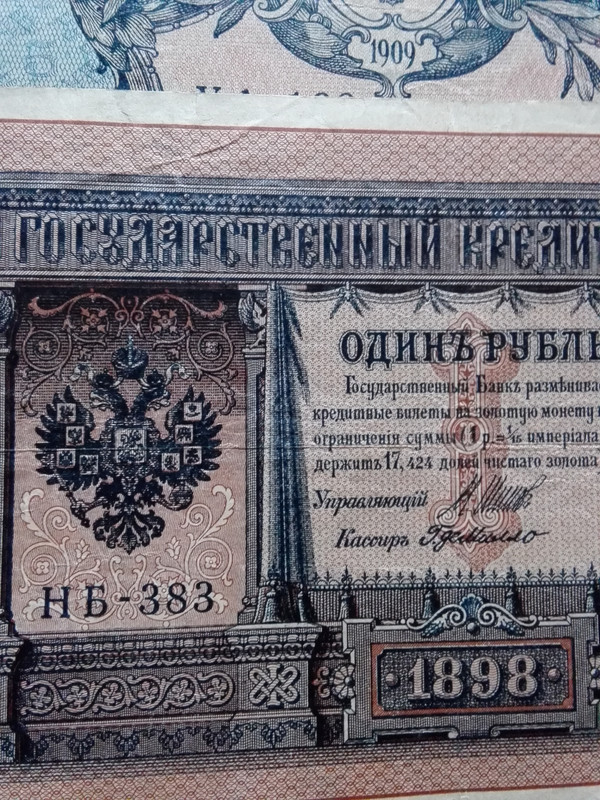 1909
ГОСУДАРСТВЕННЫЙ КРЕДИТ
ОДИНЪ РУБЛЬ
Государственный Банкъ размѣнивае
кредитные билеты на золотую монету
ограниченія суммы (1 р.= 1/15 имперіала
держитъ 17,424 долей чистаго золота
Управляющій
Кассиръ
НБ-383
1898